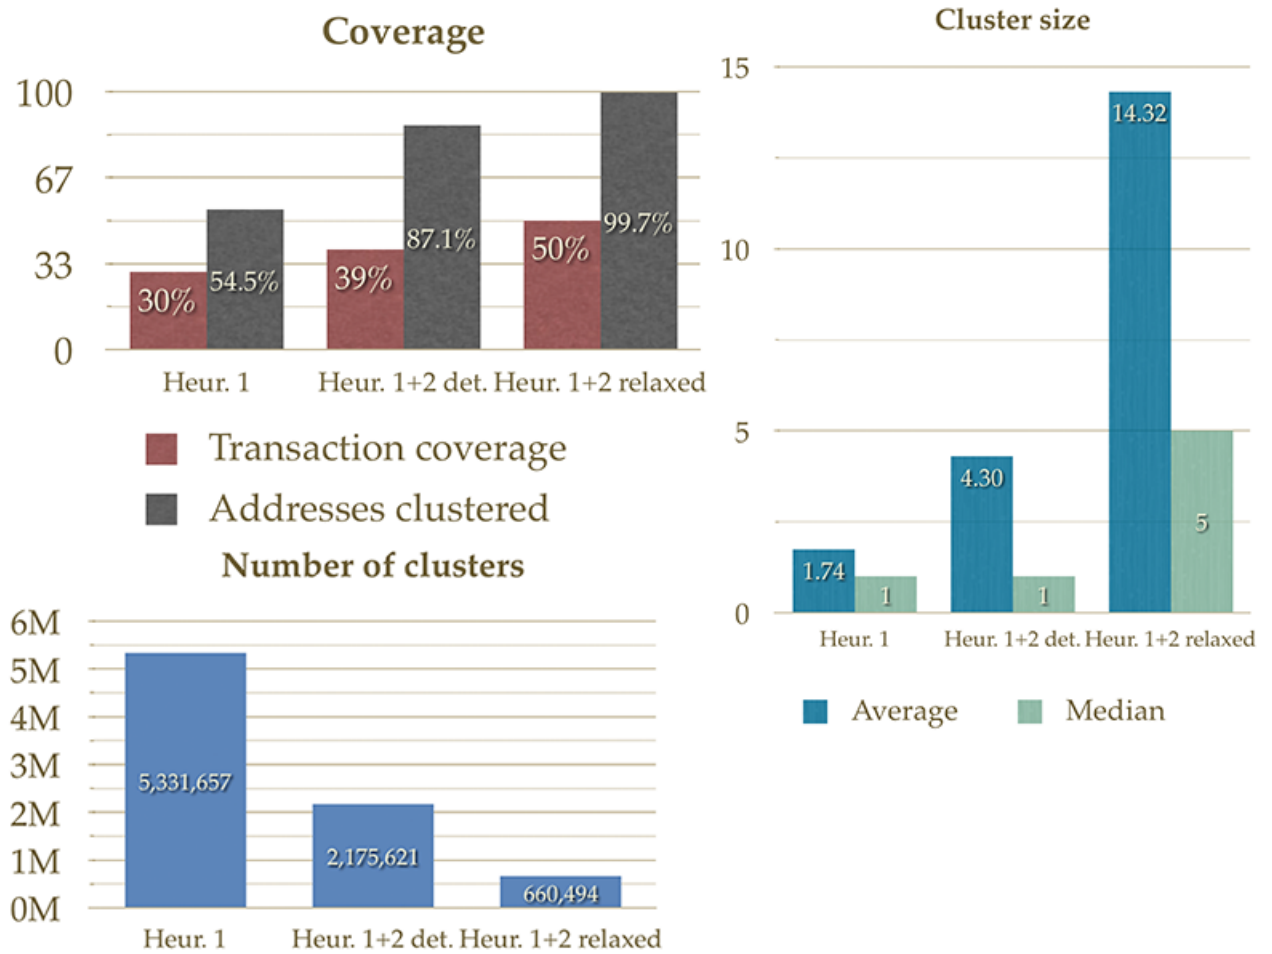 Coverage
100
67
33
0
30%
54.5%
39%
87.1%
50%
99.7%
Heur. 1
Heur. 1+2 det.
Heur. 1+2 relaxed
Transaction coverage
Addresses clustered
Number of clusters
6M
5M
4M
3M
2M
1M
0M
5,331,657
2,175,621
660,494
Heur. 1
Heur. 1+2 det.
Heur. 1+2 relaxed
Cluster size
15
10
5
0
1.74
1
4.30
1
14.32
5
Heur. 1
Heur. 1+2 det.
Heur. 1+2 relaxed
Average
Median